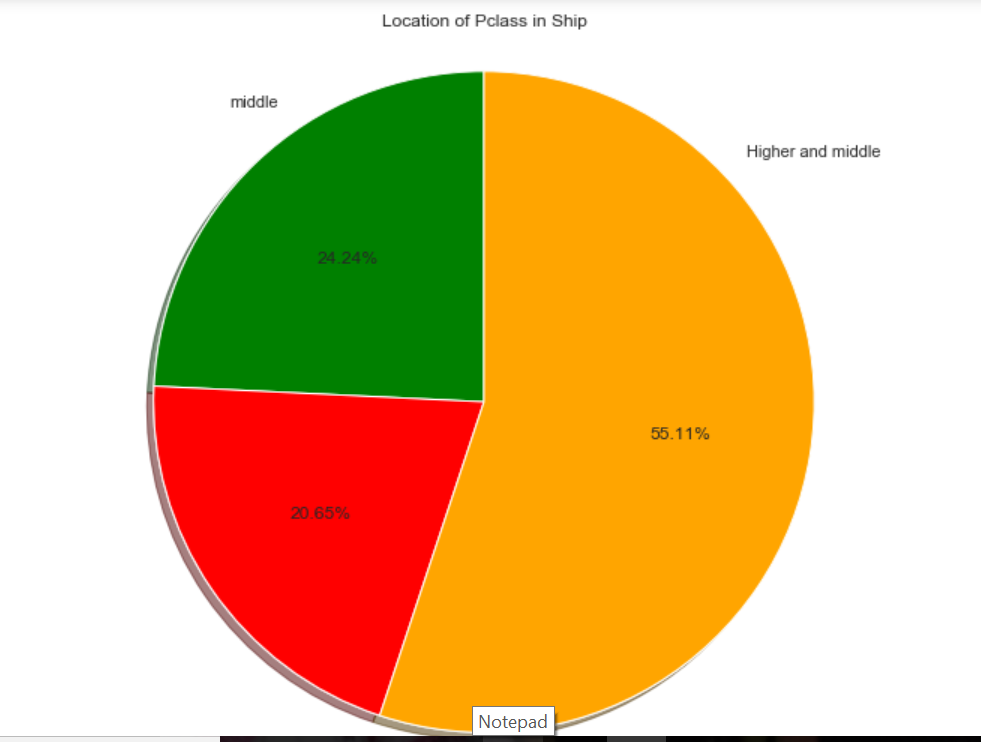 Location of Pclass in Ship
middle
Higher and middle
24.24%
55.11%
20.65%
Notepad